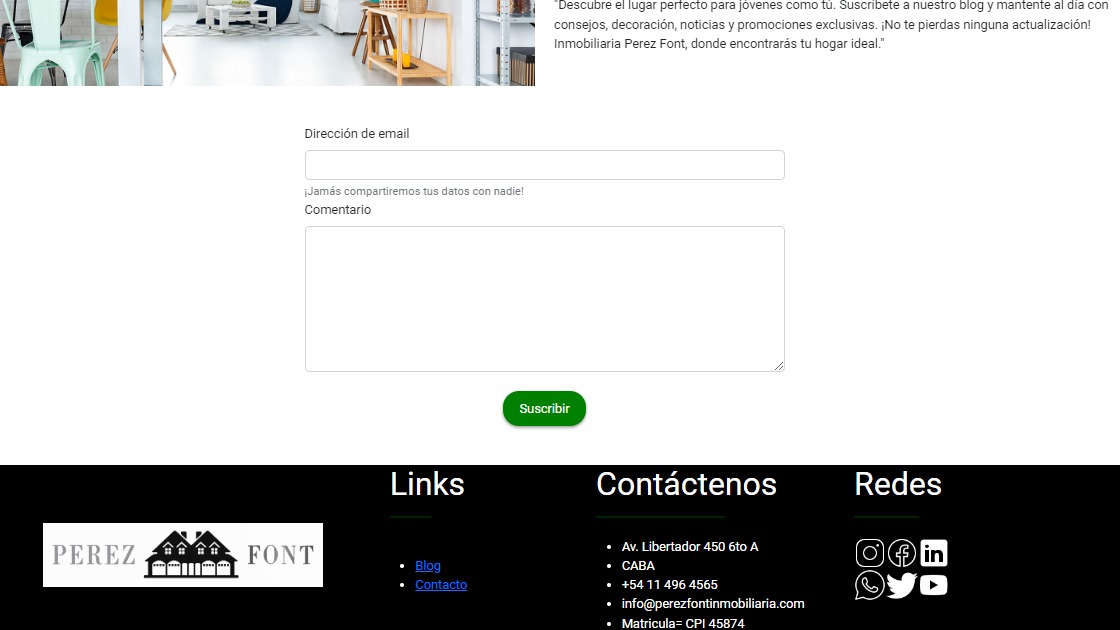 "Descubre el lugar perfecto para jóvenes como tú. Suscríbete a nuestro blog y mantente al día con
consejos, decoración, noticias y promociones exclusivas. ¡No te pierdas ninguna actualización!
Inmobiliaria Perez Font, donde encontrarás tu hogar ideal."
Dirección de email
¡Jamás compartiremos tus datos con nadie!
Comentario
Suscribir
PEREZ FONT
Links
Blog
Contacto
Contáctenos
Av. Libertador 450 6to A
CABA
+54 11 496 4565
info@perezfontinmobiliaria.com
Matricula= CPI 45874
Redes